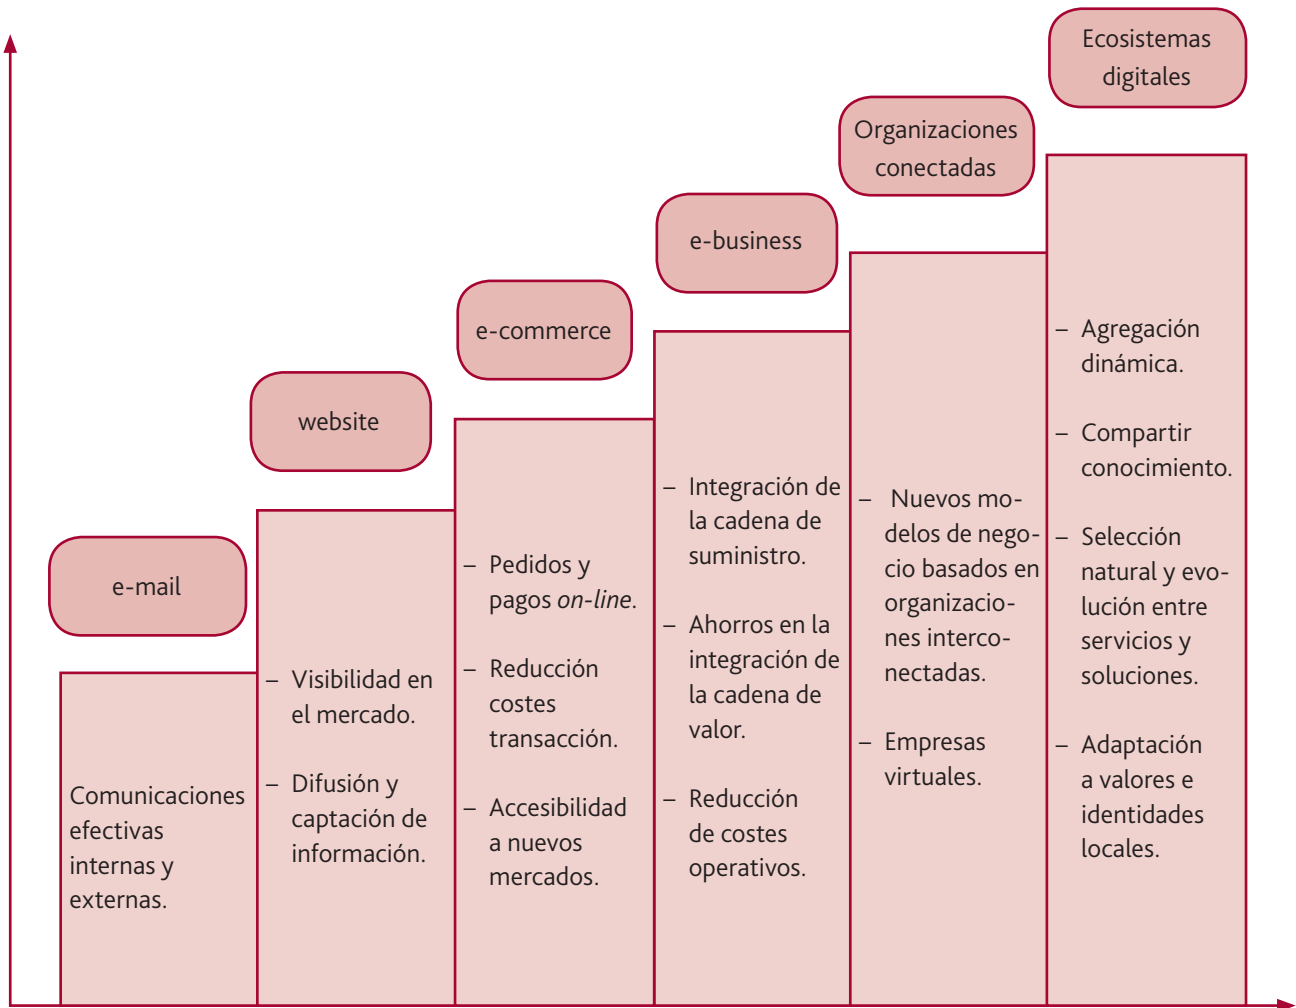 e-mail
Comunicaciones
efectivas
internas y
externas.
website
– Visibilidad en
el mercado.
– Difusión y
captación de
información.
e-commerce
– Pedidos y
pagos on-line.
– Reducción
costes
transacción.
– Accesibilidad
a nuevos
mercados.
e-business
– Integración de
la cadena de
suministro.
– Ahorros en la
integración de
la cadena de
valor.
– Reducción
de costes
operativos.
Organizaciones
conectadas
– Nuevos mo-
delos de nego-
cio basados en
organizacio-
nes interco-
nectadas.
– Empresas
virtuales.
Ecosistemas
digitales
– Agregación
dinámica.
– Compartir
conocimiento.
– Selección
natural y evo-
lución entre
servicios y
soluciones.
– Adaptación
a valores e
identidades
locales.